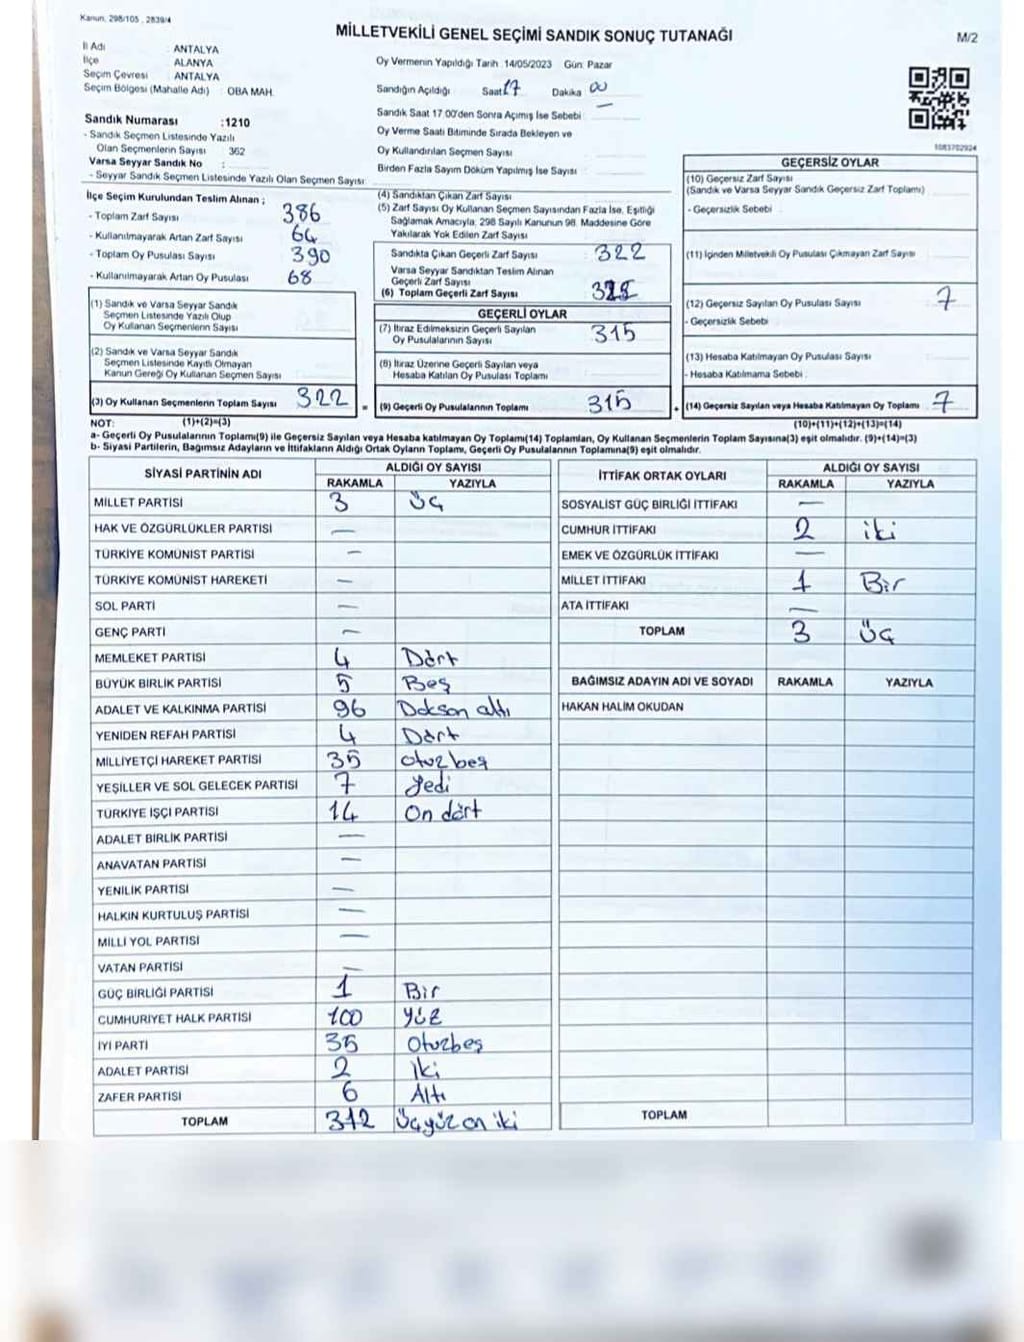 Kanun, 298/105 , 2839/4
MİLLETVEKİLİ GENEL SEÇİMİ SANDIK SONUÇ TUTANAĞI
M/2
İl Adı : ANTALYA
İlçe : ALANYA
Seçim Çevresi : ANTALYA
Seçim Bölgesi (Mahalle Adı) : OBA MAH.
Sandık Numarası :1210
- Sandık Seçmen Listesinde Yazılı
Olan Seçmenlerin Sayısı : 362
Varsa Seyyar Sandık No :
- Seyyar Sandık Seçmen Listesinde Yazılı Olan Seçmen Sayısı:
Oy Vermenin Yapıldığı Tarih :14/05/2023 Gün: Pazar
Sandığın Açıldığı Saat 17 Dakika 00
Sandık Saat 17:00'den Sonra Açımış İse Sebebi —
Oy Verme Saati Bitiminde Sırada Bekleyen ve
Oy Kullandırılan Seçmen Sayısı
Birden Fazla Sayım Döküm Yapılmış İse Sayısı
1083702924
İlçe Seçim Kurulundan Teslim Alınan ;
- Toplam Zarf Sayısı 386
- Kullanılmayarak Artan Zarf Sayısı 64
- Toplam Oy Pusulası Sayısı 390
- Kullanılmayarak Artan Oy Pusulası 68
(1) Sandık ve Varsa Seyyar Sandık
Seçmen Listesinde Yazılı Olup
Oy Kullanan Seçmenlerin Sayısı
(2) Sandık ve Varsa Seyyar Sandık
Seçmen Listesinde Kayıtlı Olmayan
Kanun Gereği Oy Kullanan Seçmen Sayısı
(3) Oy Kullanan Seçmenlerin Toplam Sayısı 322
(4) Sandıktan Çıkan Zarf Sayısı
(5) Zarf Sayısı Oy Kullanan Seçmen Sayısından Fazla İse, Eşitliği
Sağlamak Amacıyla, 298 Sayılı Kanunun 98. Maddesine Göre
Yakılarak Yok Edilen Zarf Sayısı
Sandıkta Çıkan Geçerli Zarf Sayısı 322
Varsa Seyyar Sandıktan Teslim Alınan
Geçerli Zarf Sayısı
(6) Toplam Geçerli Zarf Sayısı
GEÇERLİ OYLAR
(7) İtiraz Edilmeksizin Geçerli Sayılan
Oy Pusulalarının Sayısı 315
(8) İtiraz Üzerine Geçerli Sayılan veya
Hesaba Katılan Oy Pusulası Toplamı
= (9) Geçerli Oy Pusulalarının Toplamı 315
GEÇERSİZ OYLAR
(10) Geçersiz Zarf Sayısı
(Sandık ve Varsa Seyyar Sandık Geçersiz Zarf Toplamı)
- Geçersizlik Sebebi
(11) İçinden Milletvekili Oy Pusulası Çıkmayan Zarf Sayısı
(12) Geçersiz Sayılan Oy Pusulası Sayısı 7
- Geçersizlik Sebebi
(13) Hesaba Katılmayan Oy Pusulası Sayısı
- Hesaba Katılmama Sebebi :
+ (14) Geçersiz Sayılan veya Hesaba Katılmayan Oy Toplamı 7
NOT: (1)+(2)=(3) (10)+(11)+(12)+(13)=(14)
a- Geçerli Oy Pusulalarının Toplamı(9) ile Geçersiz Sayılan veya Hesaba katılmayan Oy Toplamı(14) Toplamları, Oy Kullanan Seçmenlerin Toplam Sayısına(3) eşit olmalıdır. (9)+(14)=(3)
b- Siyasi Partilerin, Bağımsız Adayların ve İttifakların Aldığı Ortak Oyların Toplamı, Geçerli Oy Pusulalarının Toplamına(9) eşit olmalıdır.
SİYASİ PARTİNİN ADI ALDIĞI OY SAYISI
RAKAMLA YAZIYLA
MİLLET PARTİSİ 3 Üç
HAK VE ÖZGÜRLÜKLER PARTİSİ —
TÜRKİYE KOMÜNİST PARTİSİ —
TÜRKİYE KOMÜNİST HAREKETİ —
SOL PARTİ —
GENÇ PARTİ —
MEMLEKET PARTİSİ 4 Dört
BÜYÜK BİRLİK PARTİSİ 5 Beş
ADALET VE KALKINMA PARTİSİ 96 Doksan altı
YENİDEN REFAH PARTİSİ 4 Dört
MİLLİYETÇİ HAREKET PARTİSİ 35 otuzbeş
YEŞİLLER VE SOL GELECEK PARTİSİ 7 Yedi
TÜRKİYE İŞÇİ PARTİSİ 14 On dört
ADALET BİRLİK PARTİSİ —
ANAVATAN PARTİSİ —
YENİLİK PARTİSİ —
HALKIN KURTULUŞ PARTİSİ —
MİLLİ YOL PARTİSİ —
VATAN PARTİSİ —
GÜÇ BİRLİĞİ PARTİSİ 1 Bir
CUMHURİYET HALK PARTİSİ 100 Yüz
İYİ PARTİ 35 Otuzbeş
ADALET PARTİSİ 2 İki
ZAFER PARTİSİ 6 Altı
TOPLAM 312 Üçyüz on iki
İTTİFAK ORTAK OYLARI ALDIĞI OY SAYISI
RAKAMLA YAZIYLA
SOSYALİST GÜÇ BİRLİĞİ İTTİFAKI —
CUMHUR İTTİFAKI 2 iki
EMEK VE ÖZGÜRLÜK İTTİFAKI —
MİLLET İTTİFAKI 1 Bir
ATA İTTİFAKI —
TOPLAM 3 Üç
BAĞIMSIZ ADAYIN ADI VE SOYADI RAKAMLA YAZIYLA
HAKAN HALİM OKUDAN
TOPLAM